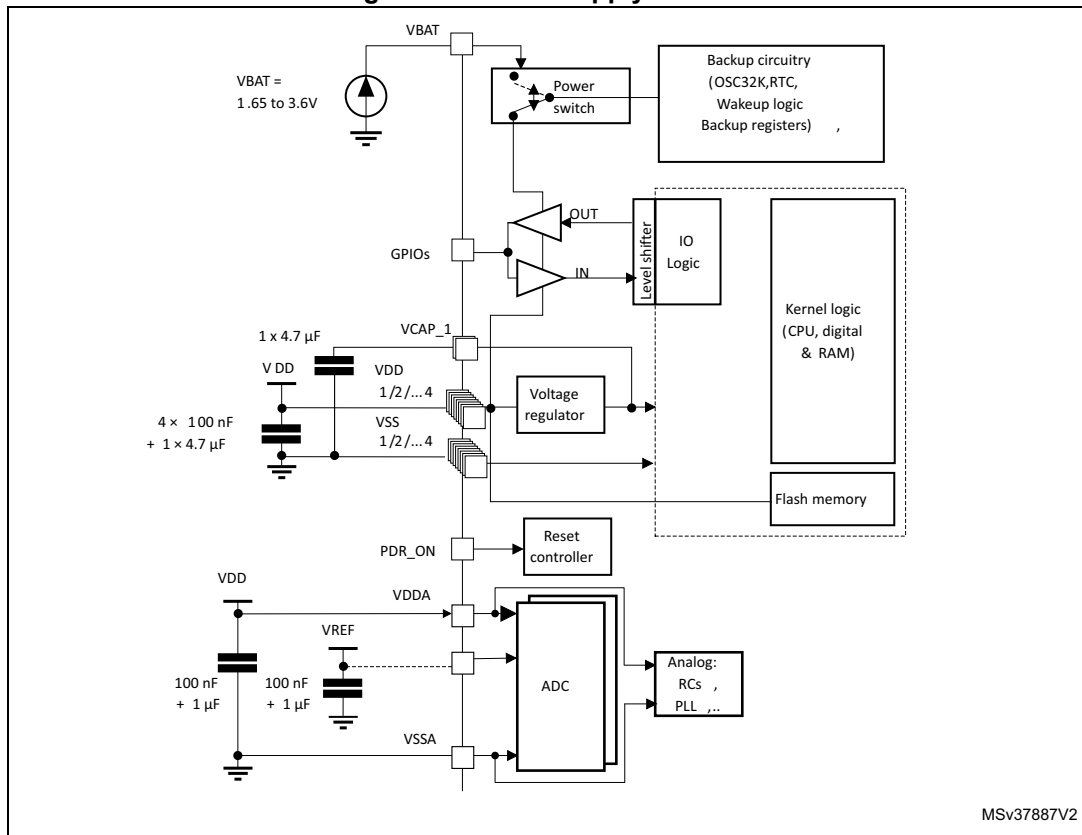 VBAT
VBAT =
1.65 to 3.6V
Power
switch
Backup circuitry
(OSC32K,RTC,
Wakeup logic
Backup registers) ,
OUT
GPIOs
IN
Level shifter
IO
Logic
Kernel logic
(CPU, digital
& RAM)
VCAP_1
1 x 4.7 µF
V DD
VDD
1/2/... 4
Voltage
regulator
4 × 100 nF
+ 1 × 4.7 µF
VSS
1/2/... 4
Flash memory
PDR_ON
Reset
controller
VDD
VDDA
VREF
100 nF
+ 1 µF
100 nF
+ 1 µF
ADC
Analog:
RCs ,
PLL ,..
VSSA
MSv37887V2